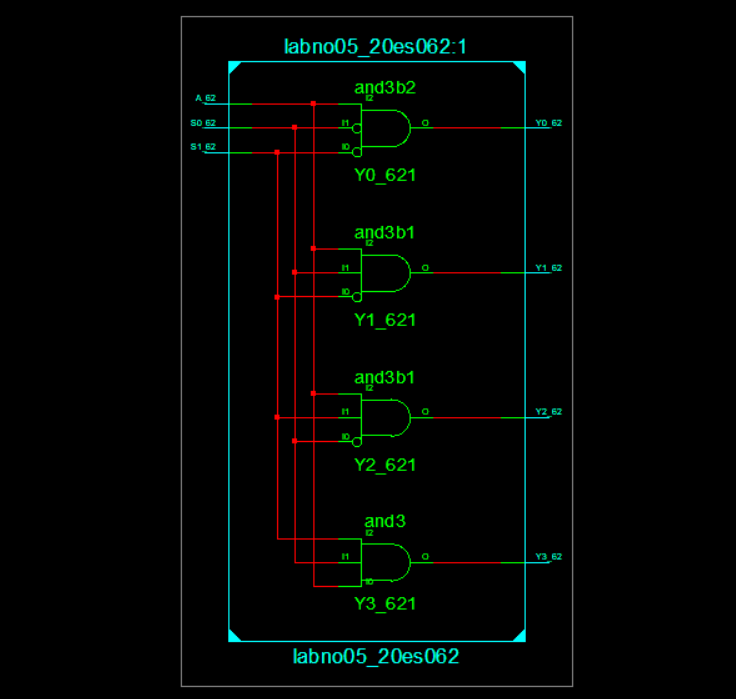 labno05_20es062:1
and3b2
A_62
I2
S0_62
I1
O
Y0_62
S1_62
I0
Y0_621
and3b1
I2
I1
O
Y1_62
I0
Y1_621
and3b1
I2
I1
O
Y2_62
I0
Y2_621
and3
I2
I1
O
Y3_62
I0
Y3_621
labno05_20es062